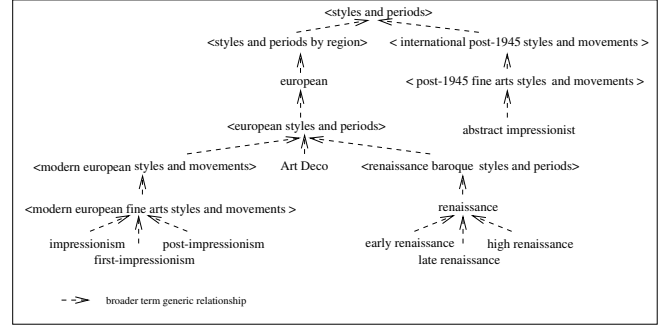 <styles and periods>
<styles and periods by region> < international post-1945 styles and movements >
european < post-1945 fine arts styles and movements >
<european styles and periods> abstract impressionist
<modern european styles and movements> Art Deco <renaissance baroque styles and periods>
<modern european fine arts styles and movements > renaissance
impressionism post-impressionism early renaissance high renaissance
first-impressionism late renaissance
broader term generic relationship